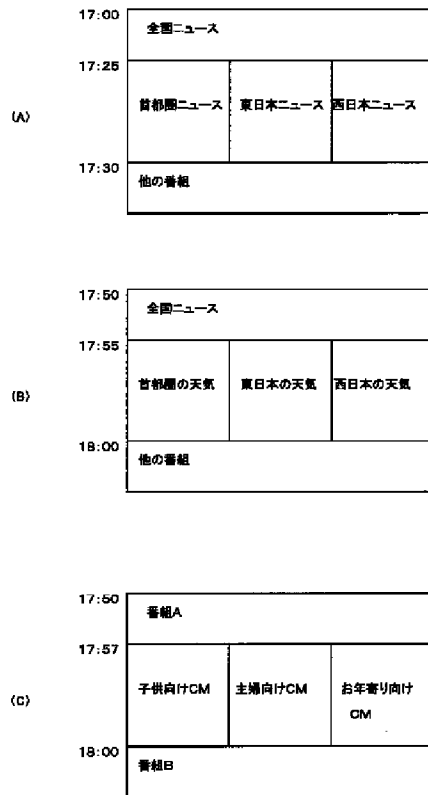 17:00
全国ニュース
17:25
(A)
首都圏ニュース 東日本ニュース 西日本ニュース
17:30
他の番組
17:50
全国ニュース
17:55
(B)
首都圏の天気 東日本の天気 西日本の天気
18:00
他の番組
17:50
番組A
17:57
(C)
子供向けCM 主婦向けCM お年寄り向け
CM
18:00
番組B